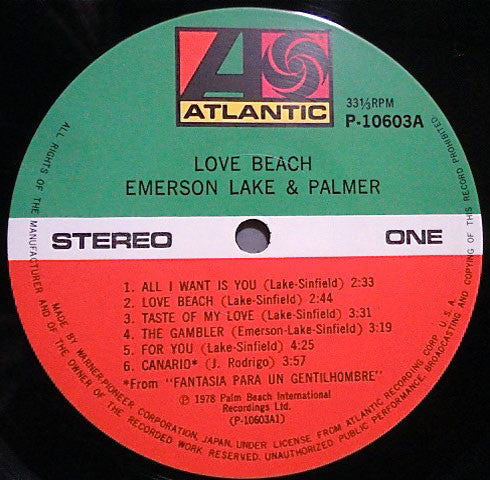 ATLANTIC
33⅓RPM
P-10603A
LOVE BEACH
EMERSON LAKE & PALMER
STEREO
ONE
1. ALL I WANT IS YOU (Lake-Sinfield) 2:33
2. LOVE BEACH (Lake-Sinfield) 2:44
3. TASTE OF MY LOVE (Lake-Sinfield) 3:31
4. THE GAMBLER (Emerson-Lake-Sinfield) 3:19
5. FOR YOU (Lake-Sinfield) 4:25
6. CANARIO* (J. Rodrigo) 3:57
*From "FANTASIA PARA UN GENTILHOMBRE"
Ⓟ 1978 Palm Beach International
Recordings Ltd.
(P-10603A1)
MADE BY WARNER-PIONEER CORPORATION, JAPAN, UNDER LICENSE FROM ATLANTIC RECORDING CORP. U.S.A.
ALL RIGHTS OF THE MANUFACTURER AND OF THE OWNER OF THE RECORDED WORK RESERVED. UNAUTHORIZED PUBLIC PERFORMANCE, BROADCASTING AND COPYING OF THIS RECORD PROHIBITED.